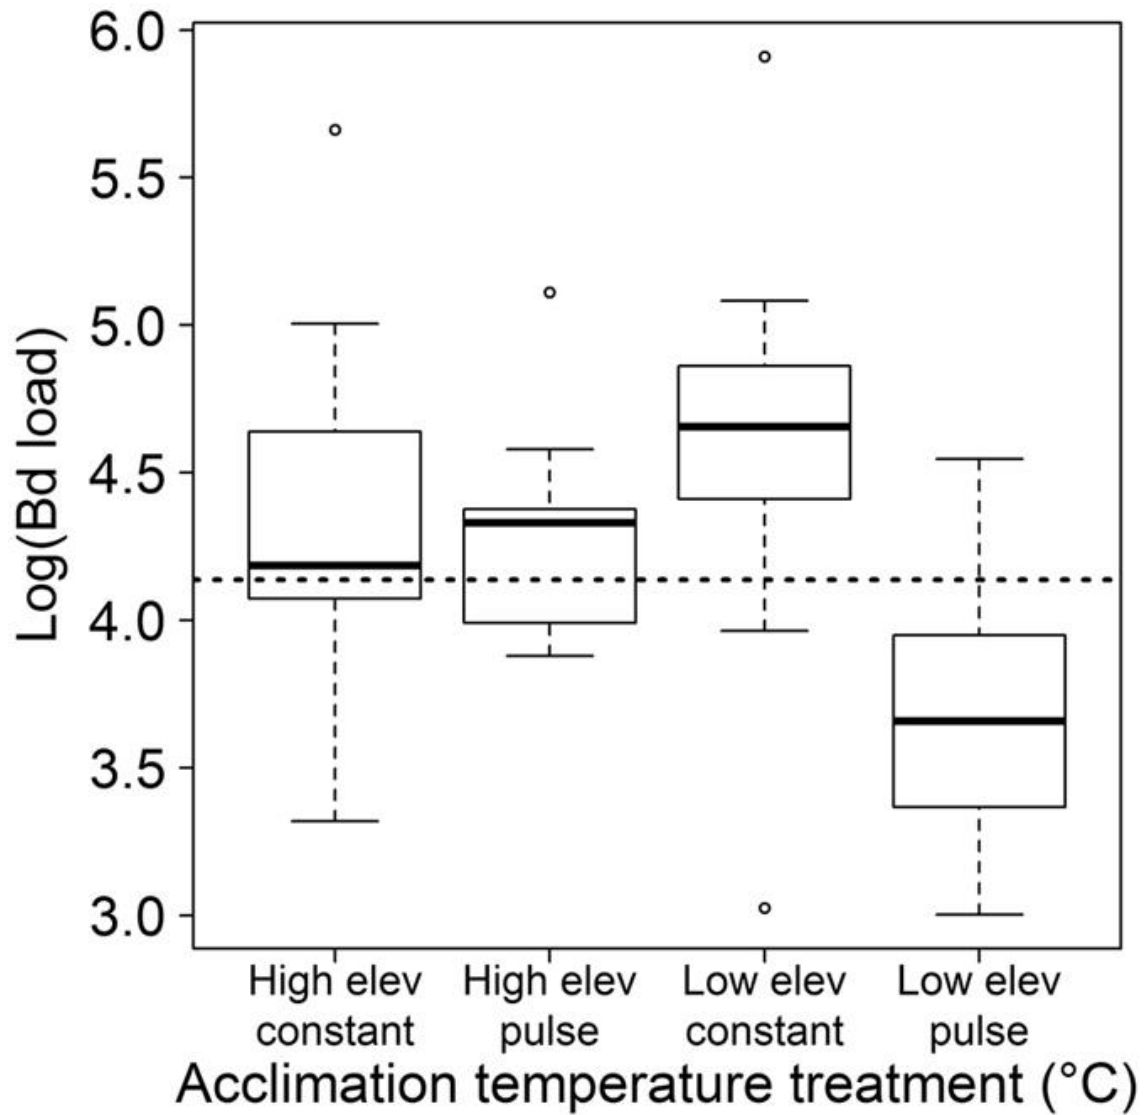 6.0
5.5
5.0
4.5
4.0
3.5
3.0
Log(Bd load)
High elev constant
High elev pulse
Low elev constant
Low elev pulse
Acclimation temperature treatment (°C)